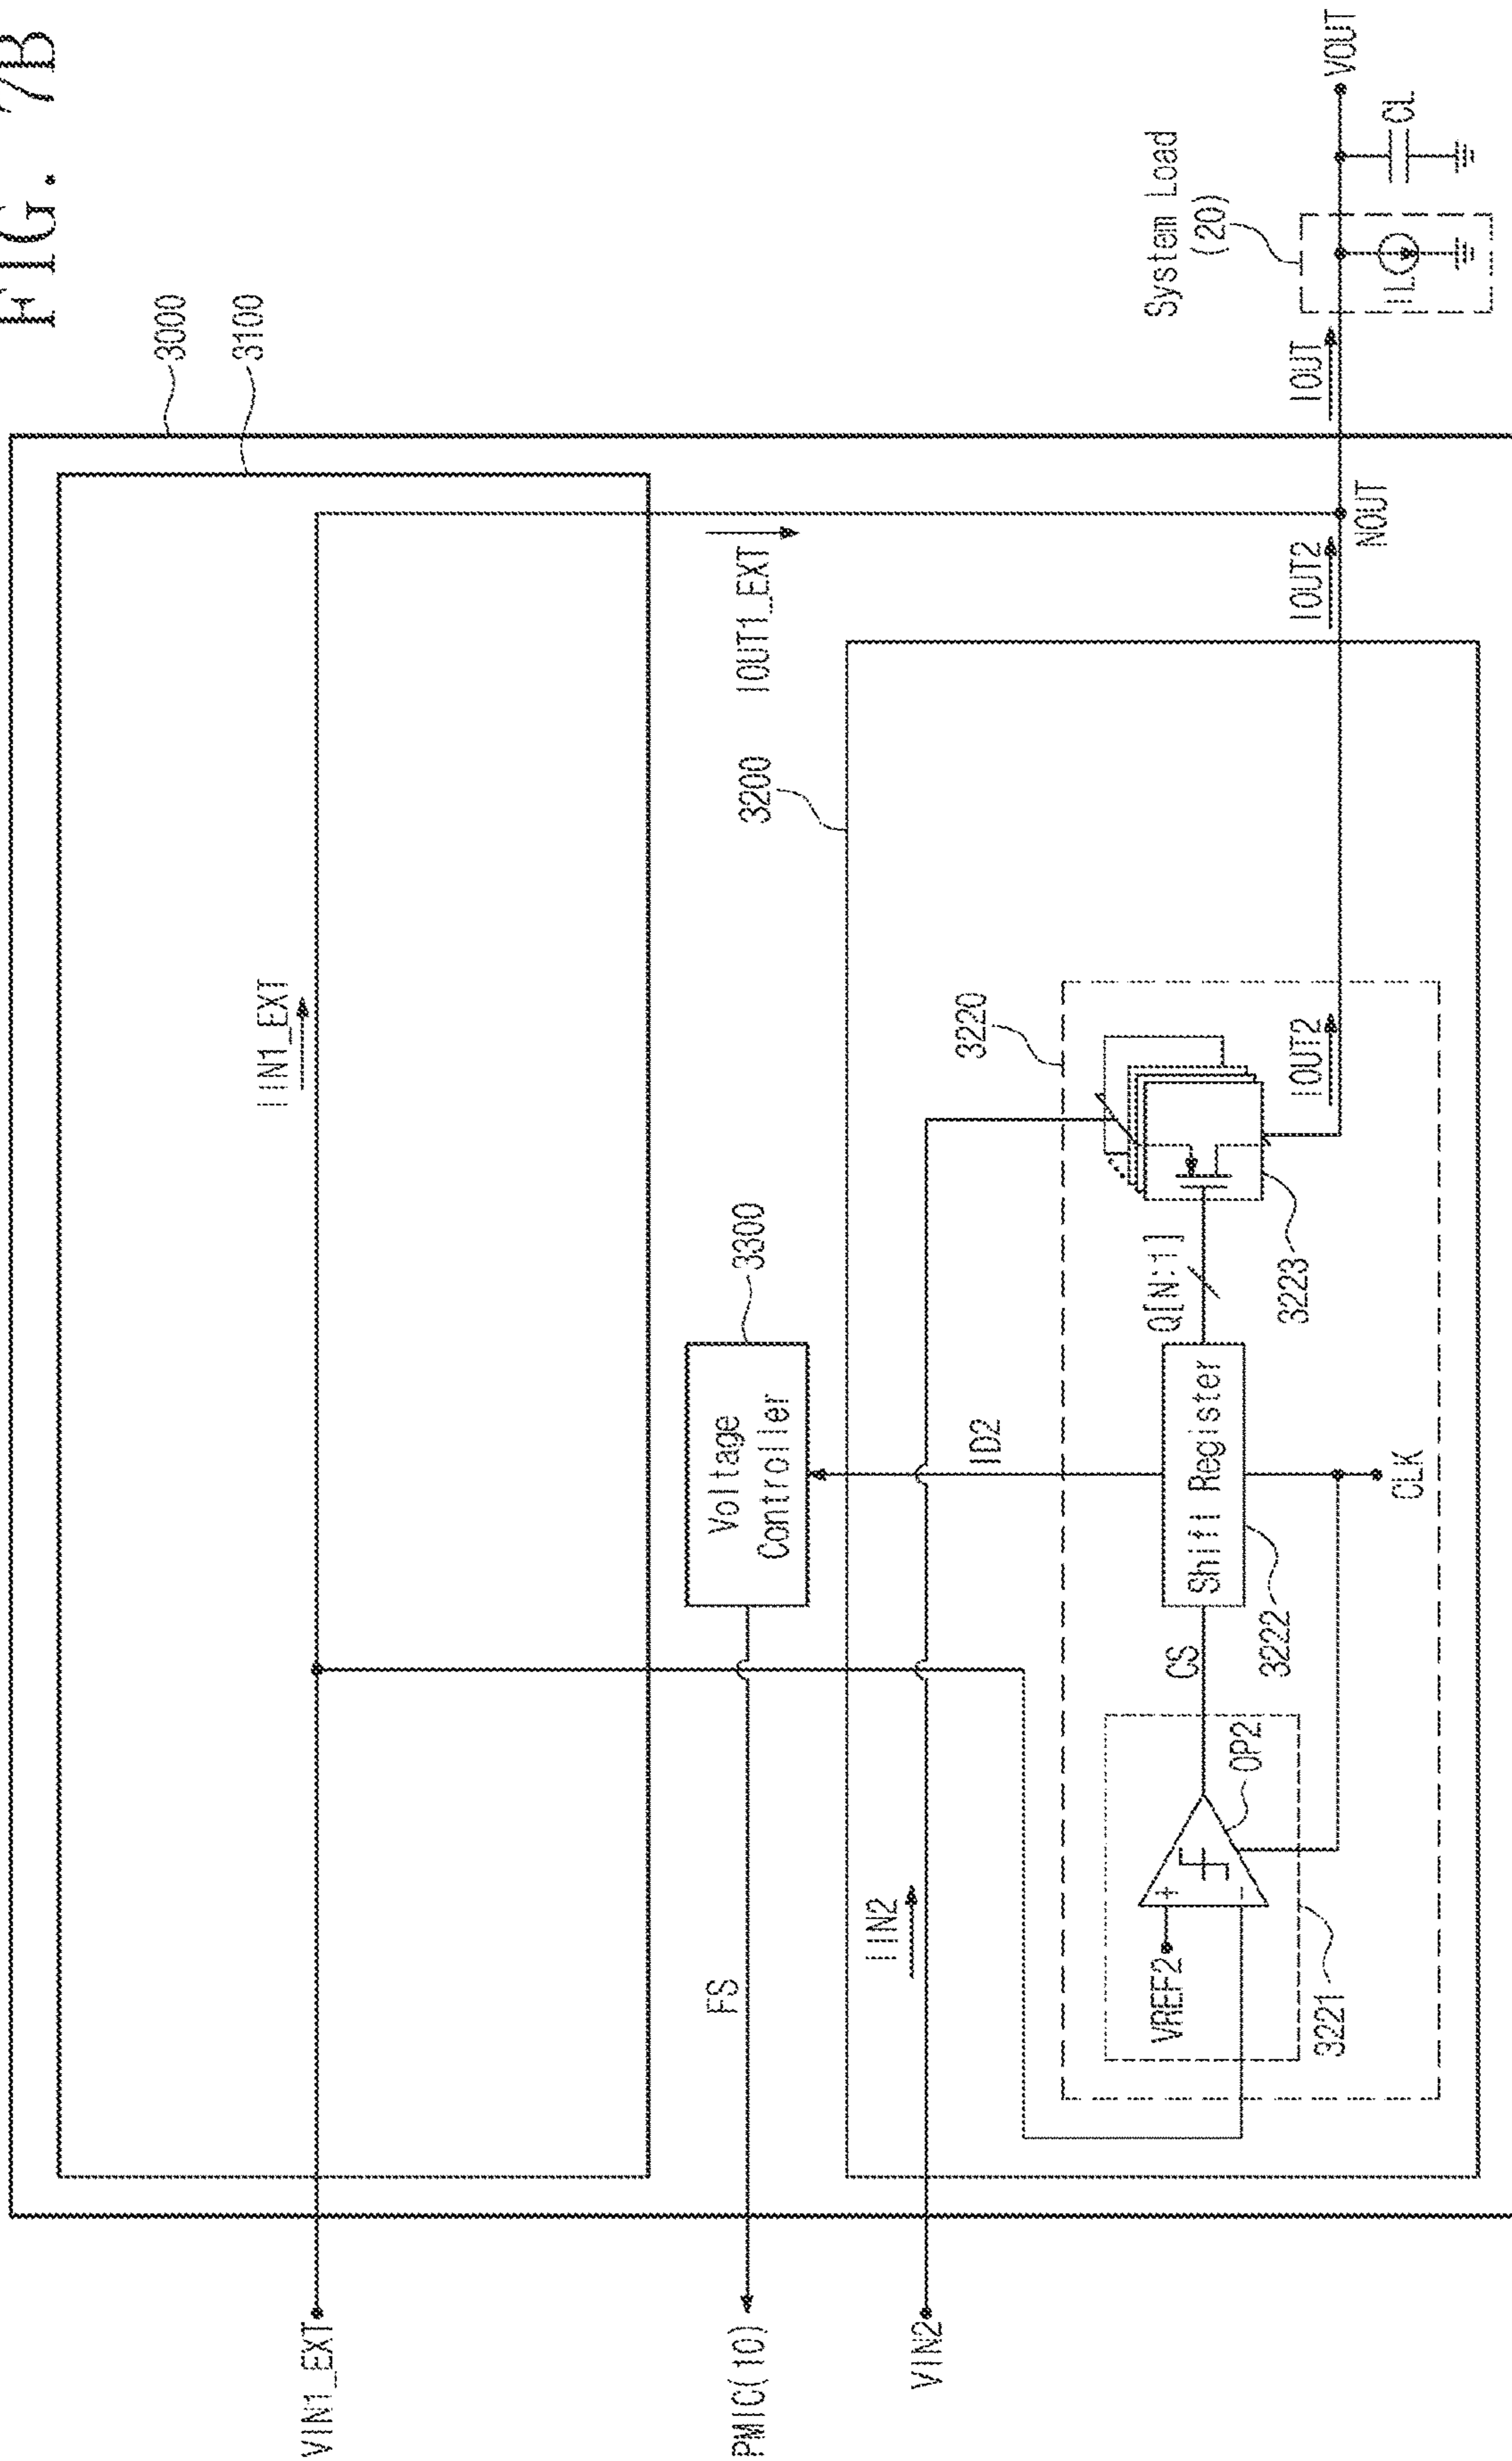 FIG. 7B
3000
3100
VIN1_EXT
IIN1_EXT
IOUT1_EXT
PMIC(10)
FS
Voltage
Controller
3300
3200
VIN2
IIN2
ID2
3220
VREF2
+
-
OP2
3221
CS
Shift Register
3222
Q[N:1]
3223
CLK
IOUT2
IOUT2
NOUT
IOUT
System Load
(20)
IL
CL
VOUT